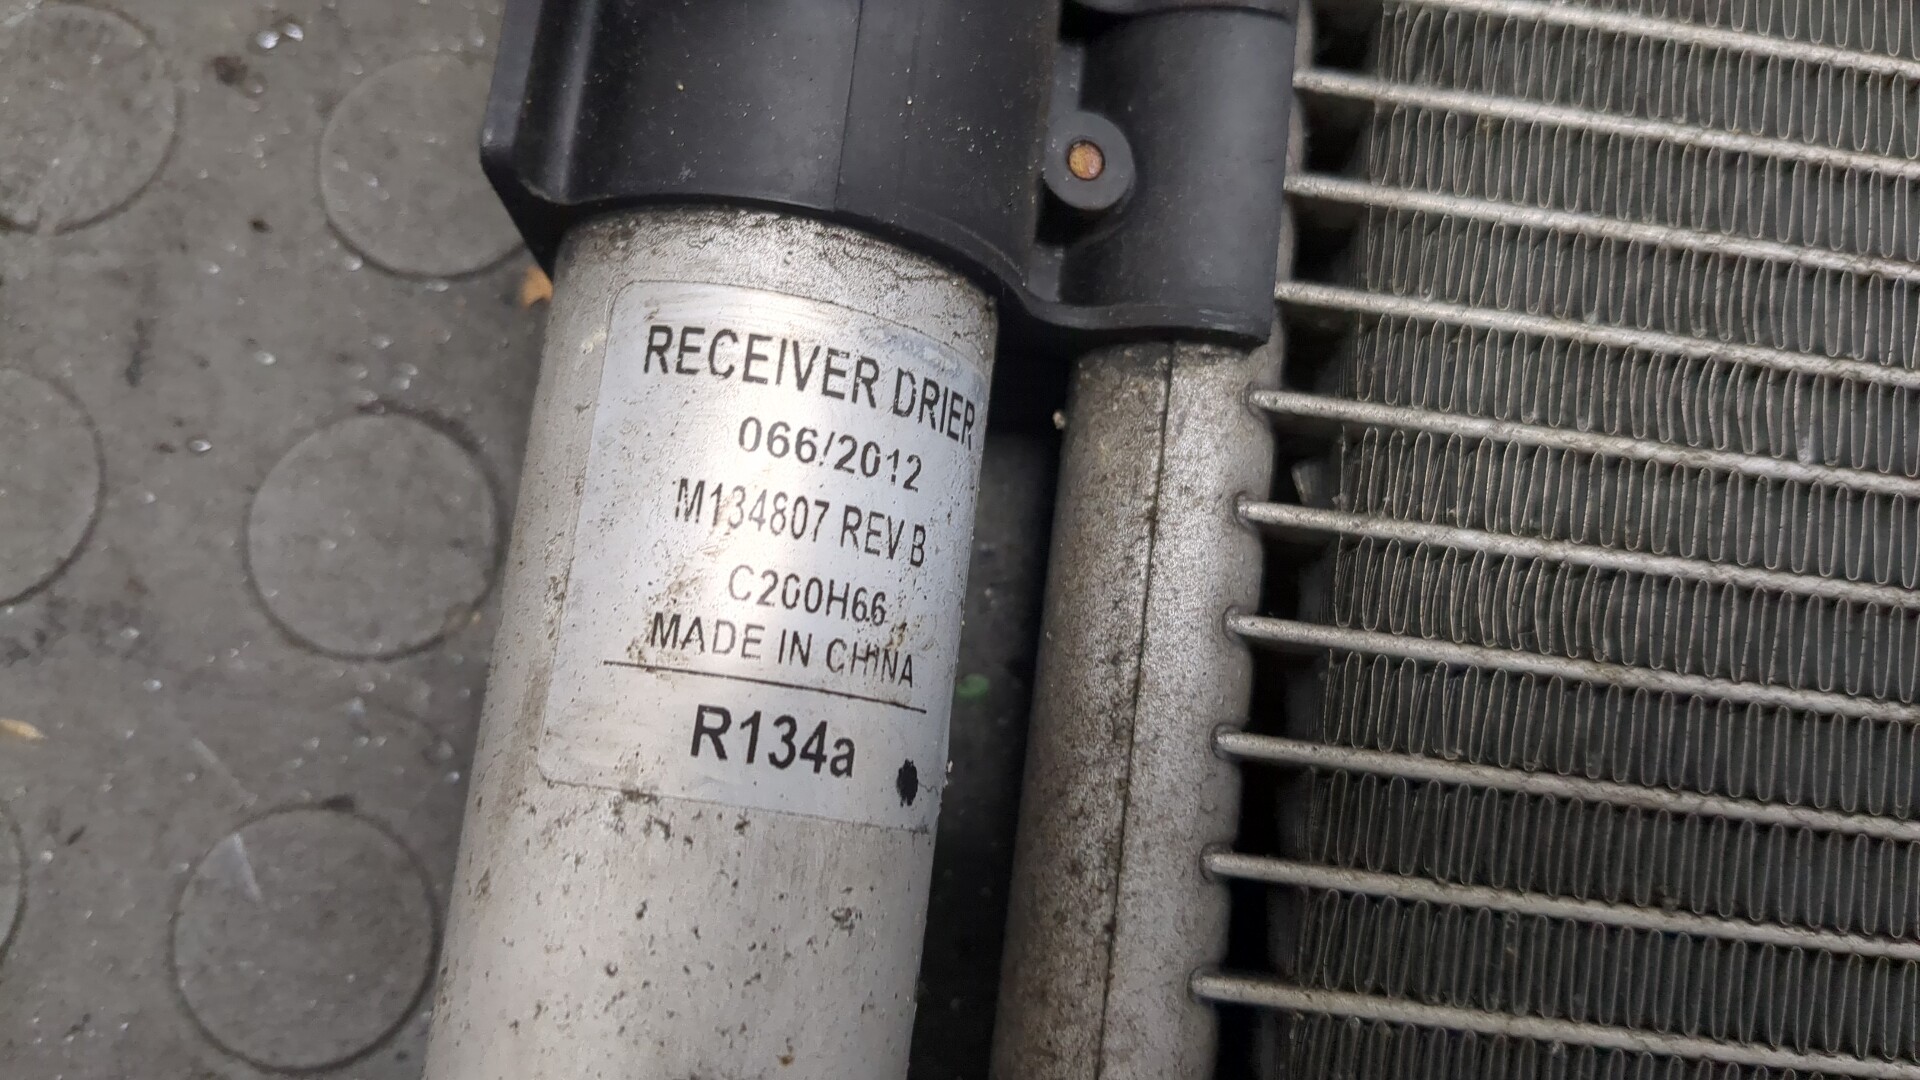 RECEIVER DRIER
066/2012
M134807 REV B
C200H66
MADE IN CHINA
R134a